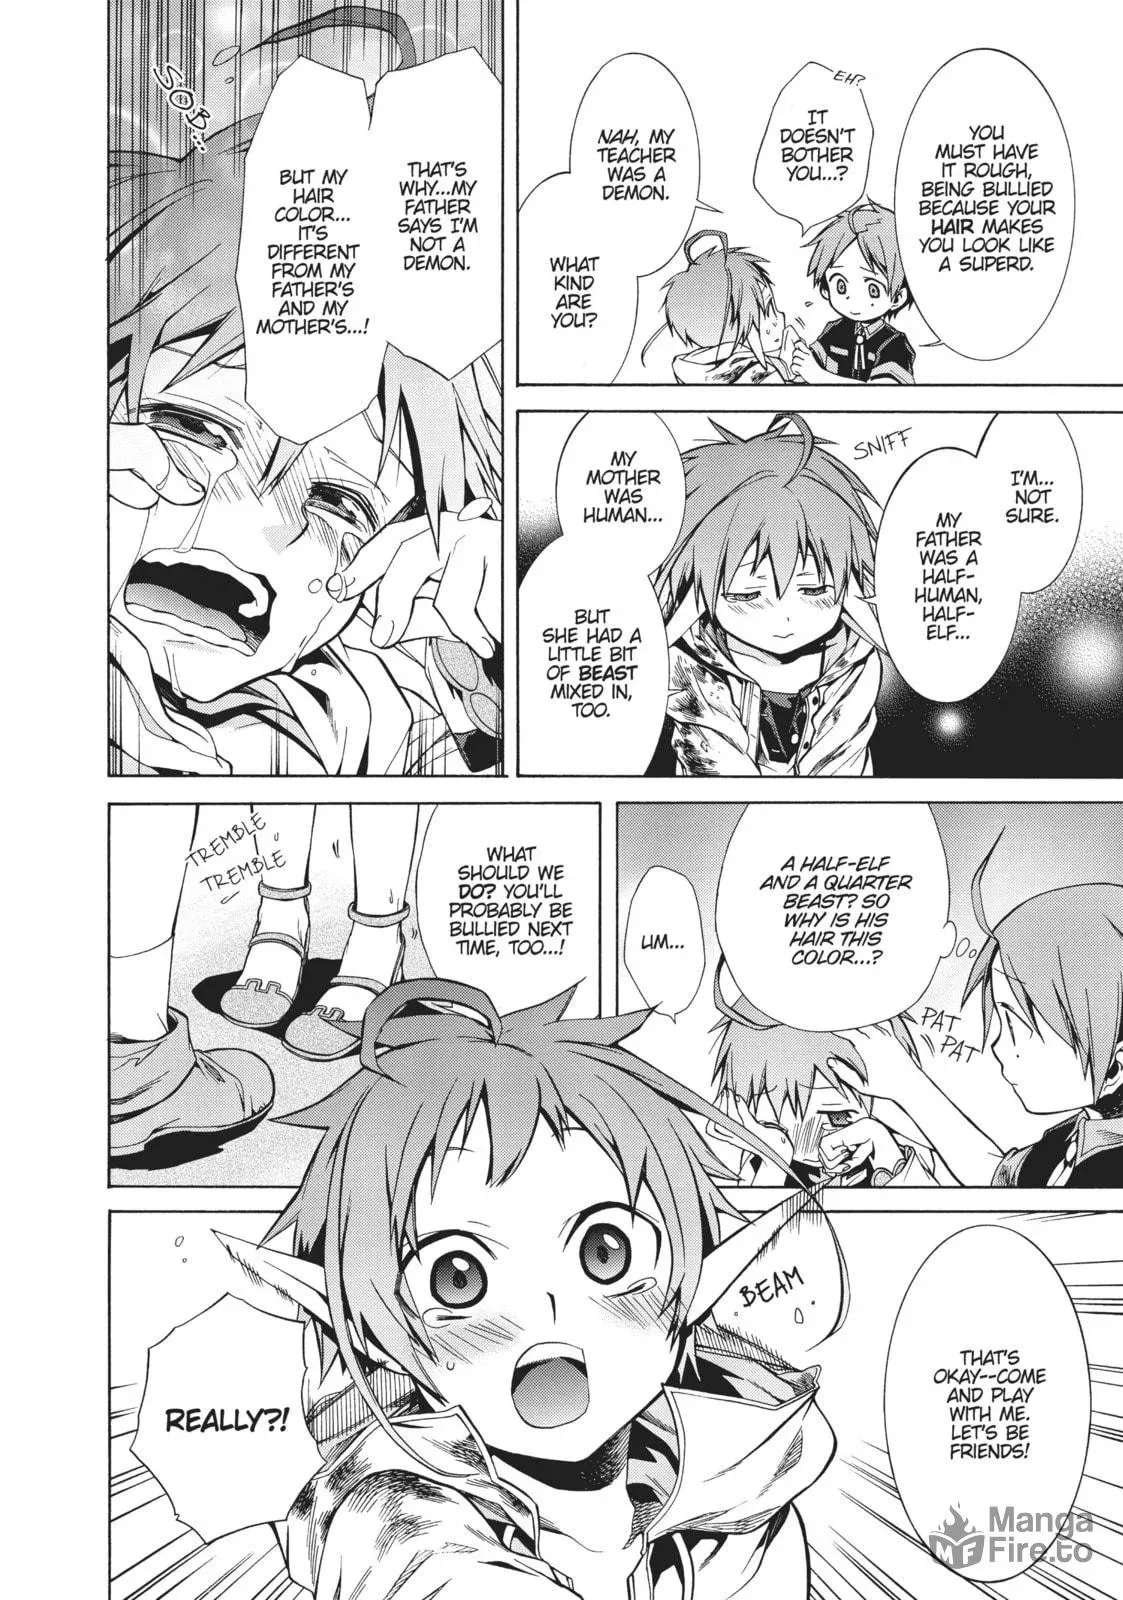 YOU
MUST HAVE
IT ROUGH,
BEING BULLIED
BECAUSE YOUR
HAIR MAKES
YOU LOOK LIKE
A SUPERD.
EH?
IT
DOESN'T
BOTHER
YOU...?
NAH, MY
TEACHER
WAS A
DEMON.
WHAT
KIND
ARE
YOU?
I'M...
NOT
SURE.
MY
FATHER
WAS A
HALF-
HUMAN,
HALF-
ELF...
SNIFF
MY
MOTHER
WAS
HUMAN...
BUT
SHE HAD A
LITTLE BIT
OF BEAST
MIXED IN,
TOO.
THAT'S
WHY...MY
FATHER
SAYS I'M
NOT A
DEMON.
BUT MY
HAIR
COLOR...
IT'S
DIFFERENT
FROM MY
FATHER'S
AND MY
MOTHER'S...!
SOB...
A HALF-ELF
AND A QUARTER
BEAST? SO
WHY IS HIS
HAIR THIS
COLOR...?
PAT
PAT
UM...
WHAT
SHOULD WE
DO? YOU'LL
PROBABLY BE
BULLIED NEXT
TIME, TOO...!
TREMBLE
TREMBLE
THAT'S
OKAY--COME
AND PLAY
WITH ME.
LET'S BE
FRIENDS!
BEAM
REALLY?!
Manga
Fire.to
MF